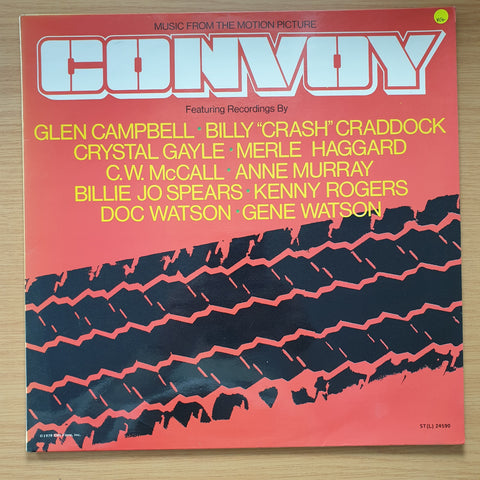 MUSIC FROM THE MOTION PICTURE
CONVOY
Featuring Recordings By
GLEN CAMPBELL · BILLY "CRASH" CRADDOCK
CRYSTAL GAYLE · MERLE HAGGARD
C.W. McCALL · ANNE MURRAY
BILLIE JO SPEARS · KENNY ROGERS
DOC WATSON · GENE WATSON
ST(L) 24590